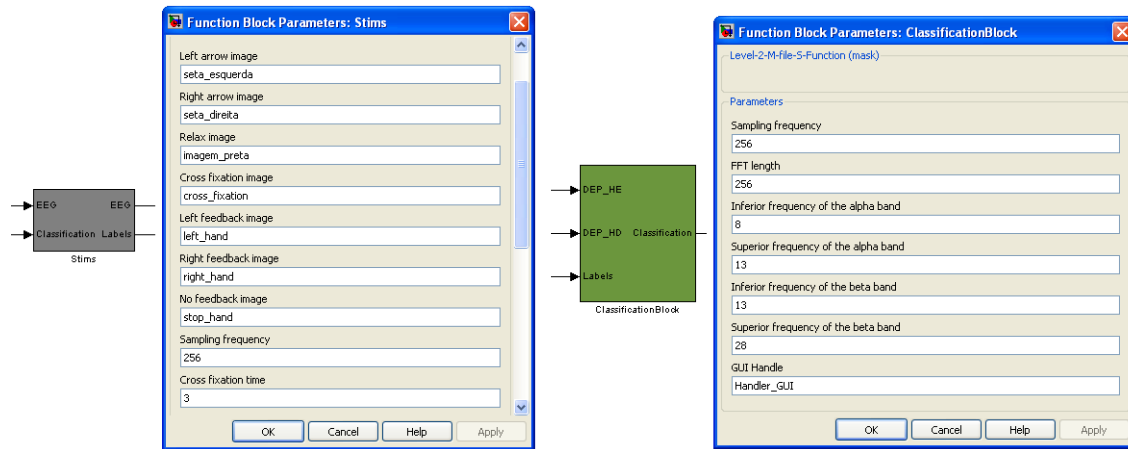 EEG EEG
Classification Labels
Stims
Function Block Parameters: Stims
Left arrow image
seta_esquerda
Right arrow image
seta_direita
Relax image
imagem_preta
Cross fixation image
cross_fixation
Left feedback image
left_hand
Right feedback image
right_hand
No feedback image
stop_hand
Sampling frequency
256
Cross fixation time
3
OK Cancel Help Apply
DEP_HE
DEP_HD Classification
Labels
ClassificationBlock
Function Block Parameters: ClassificationBlock
Level-2-M-file-S-Function (mask)
Parameters
Sampling frequency
256
FFT length
256
Inferior frequency of the alpha band
8
Superior frequency of the alpha band
13
Inferior frequency of the beta band
13
Superior frequency of the beta band
28
GUI Handle
Handler_GUI
OK Cancel Help Apply